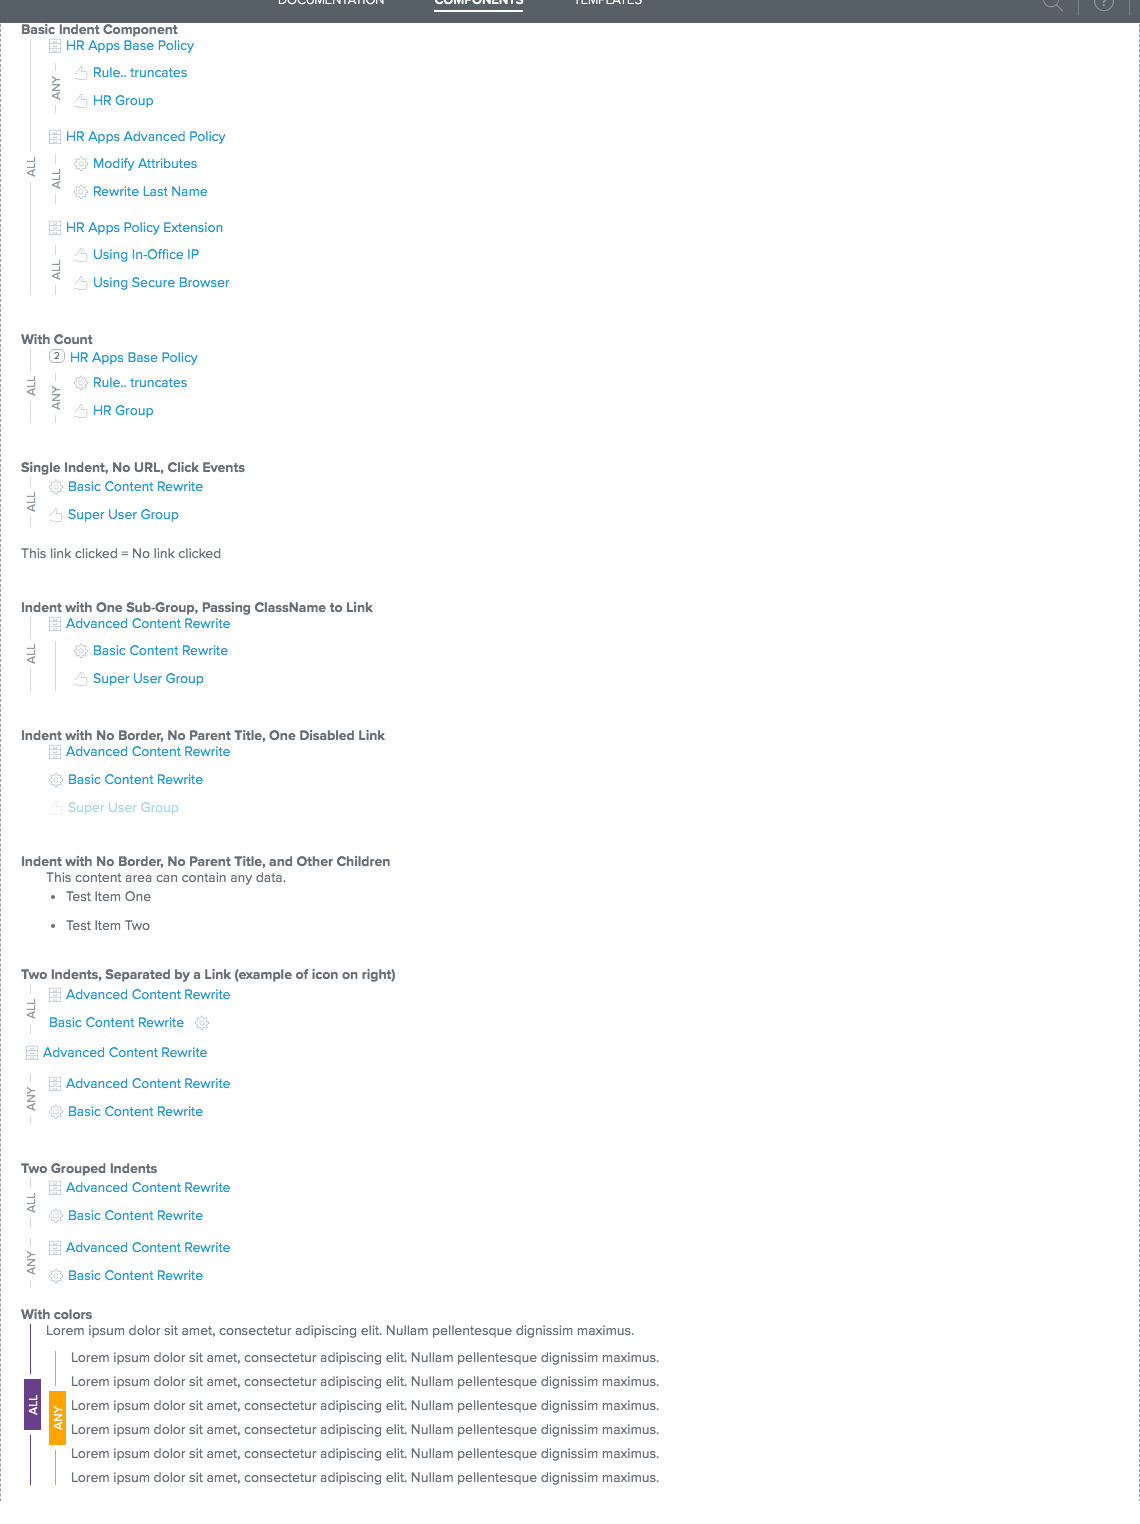 DOCUMENTATION COMPONENTS TEMPLATES
Basic Indent Component
HR Apps Base Policy
ANY
Rule.. truncates
HR Group
ALL
HR Apps Advanced Policy
ALL
Modify Attributes
Rewrite Last Name
HR Apps Policy Extension
ALL
Using In-Office IP
Using Secure Browser
With Count
ALL
2 HR Apps Base Policy
ANY
Rule.. truncates
HR Group
Single Indent, No URL, Click Events
ALL
Basic Content Rewrite
Super User Group
This link clicked = No link clicked
Indent with One Sub-Group, Passing ClassName to Link
ALL
Advanced Content Rewrite
Basic Content Rewrite
Super User Group
Indent with No Border, No Parent Title, One Disabled Link
Advanced Content Rewrite
Basic Content Rewrite
Super User Group
Indent with No Border, No Parent Title, and Other Children
This content area can contain any data.
• Test Item One
• Test Item Two
Two Indents, Separated by a Link (example of icon on right)
ALL
Advanced Content Rewrite
Basic Content Rewrite
Advanced Content Rewrite
ANY
Advanced Content Rewrite
Basic Content Rewrite
Two Grouped Indents
ALL
Advanced Content Rewrite
Basic Content Rewrite
ANY
Advanced Content Rewrite
Basic Content Rewrite
With colors
Lorem ipsum dolor sit amet, consectetur adipiscing elit. Nullam pellentesque dignissim maximus.
ALL
ANY
Lorem ipsum dolor sit amet, consectetur adipiscing elit. Nullam pellentesque dignissim maximus.
Lorem ipsum dolor sit amet, consectetur adipiscing elit. Nullam pellentesque dignissim maximus.
Lorem ipsum dolor sit amet, consectetur adipiscing elit. Nullam pellentesque dignissim maximus.
Lorem ipsum dolor sit amet, consectetur adipiscing elit. Nullam pellentesque dignissim maximus.
Lorem ipsum dolor sit amet, consectetur adipiscing elit. Nullam pellentesque dignissim maximus.
Lorem ipsum dolor sit amet, consectetur adipiscing elit. Nullam pellentesque dignissim maximus.